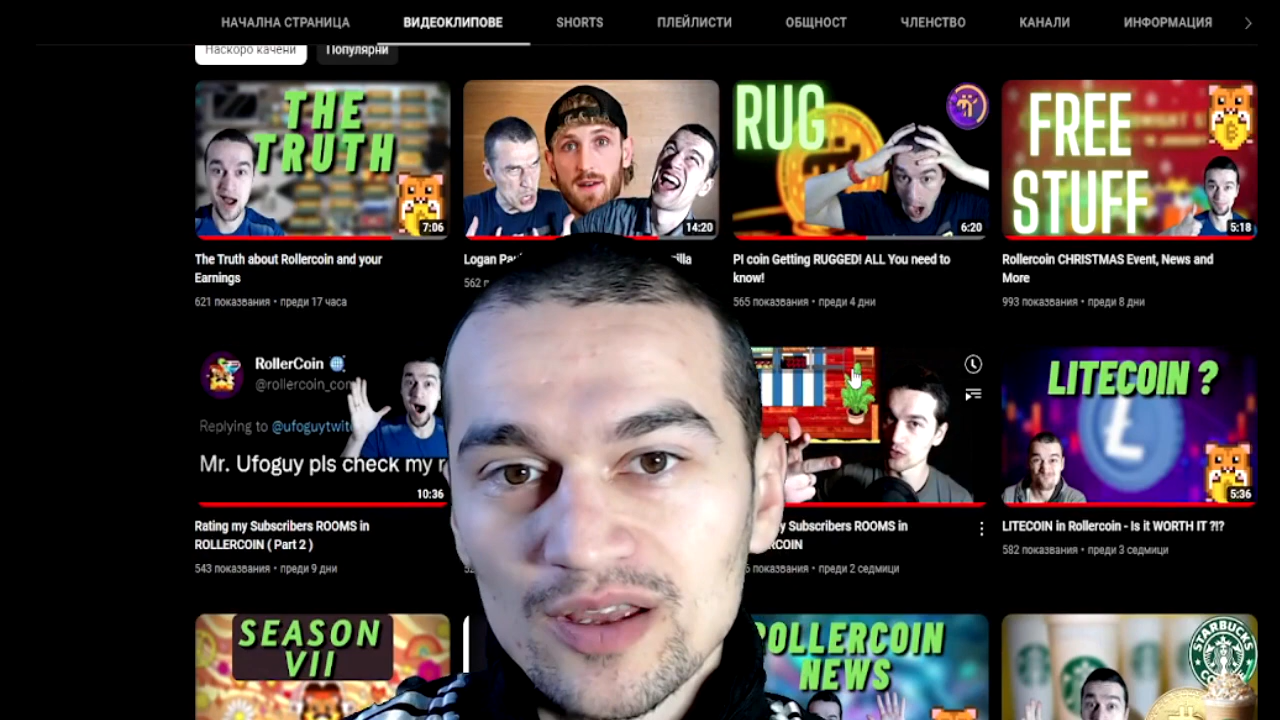 НАЧАЛНА СТРАНИЦА ВИДЕОКЛИПОВЕ SHORTS ПЛЕЙЛИСТИ ОБЩНОСТ ЧЛЕНСТВО КАНАЛИ ИНФОРМАЦИЯ
Наскоро качени Популярни
THE
TRUTH
7:06
14:20
RUG
6:20
FREE
STUFF
5:18
The Truth about Rollercoin and your
Earnings
621 показвания • преди 17 часа
Logan
562
PI coin Getting RUGGED! ALL You need to
know!
565 показвания • преди 4 дни
Rollercoin CHRISTMAS Event, News and
More
993 показвания • преди 8 дни
RollerCoin
@rollercoin_com
Replying to @ufoguytwit
Mr. Ufoguy pls check my r
10:36
LITECOIN ?
5:36
Rating my Subscribers ROOMS in
ROLLERCOIN ( Part 2 )
543 показвания • преди 9 дни
y Subscribers ROOMS in
COIN
показвания • преди 2 седмици
LITECOIN in Rollercoin - Is it WORTH IT ?!?
582 показвания • преди 3 седмици
SEASON
VII
ROLLERCOIN
NEWS
STARBUCKS